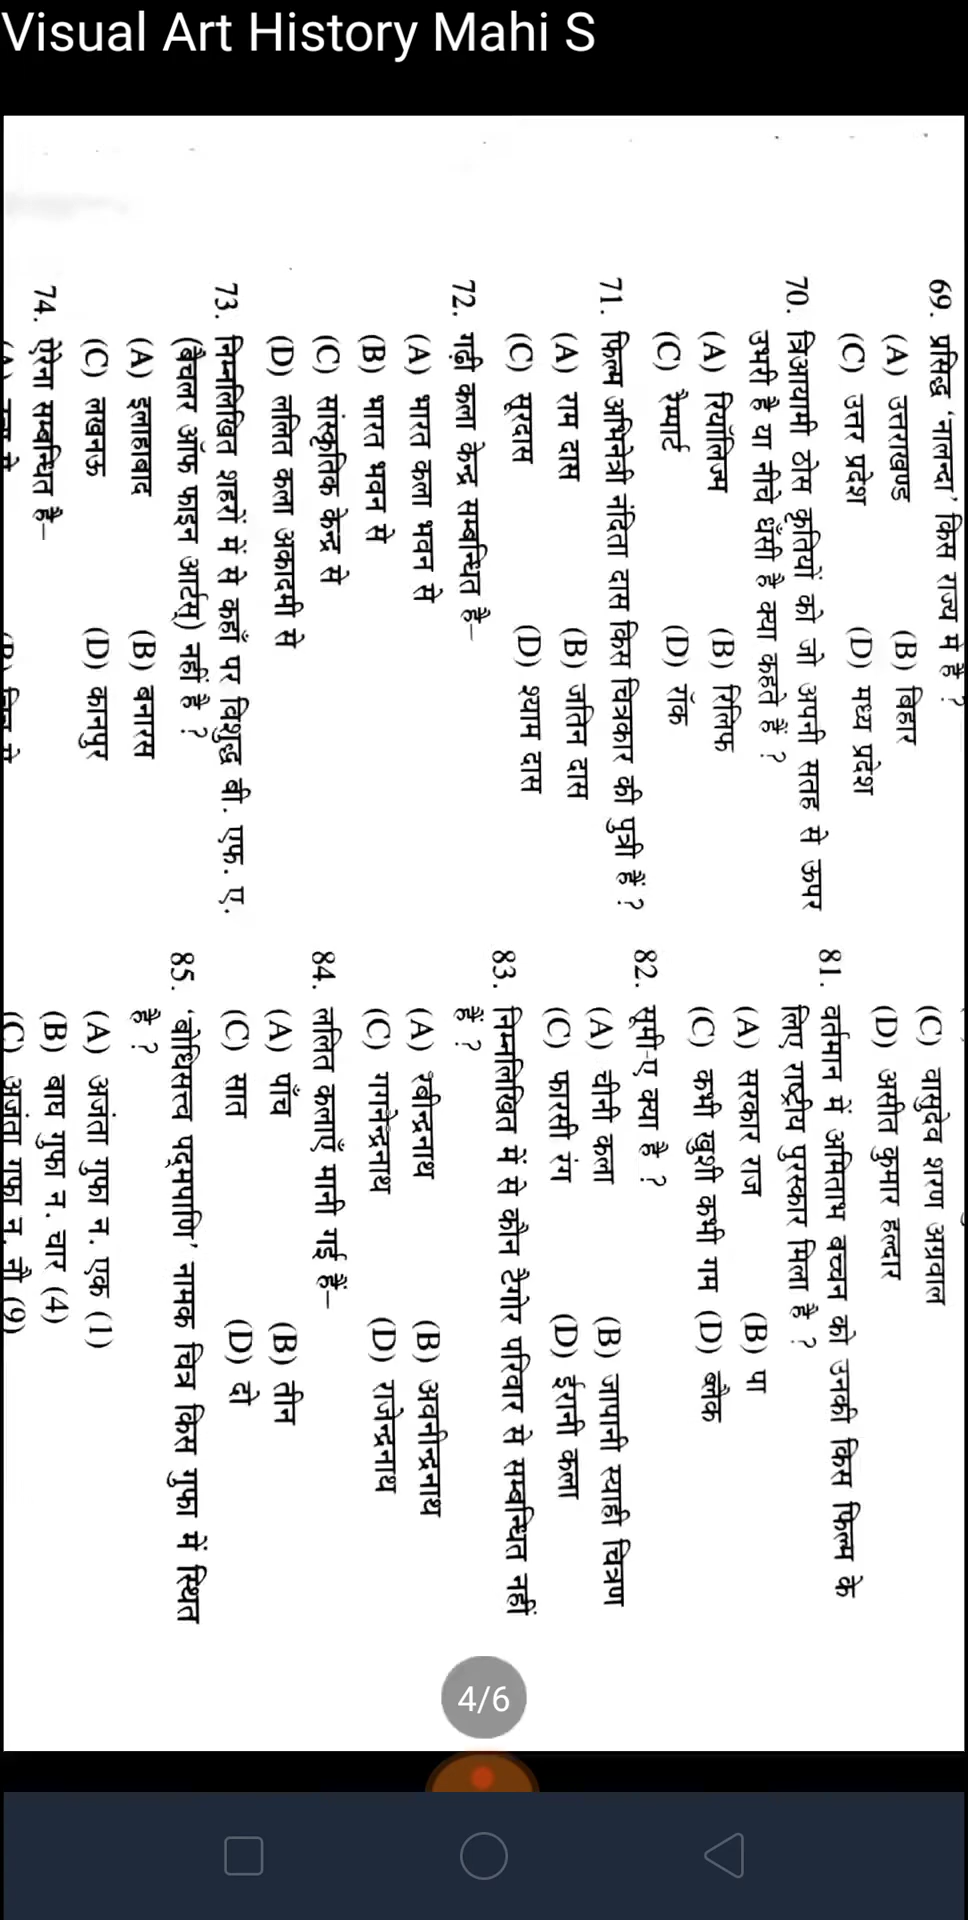 Visual Art History Mahi S
69. प्रसिद्ध 'नालन्दा' किस राज्य में है ?
(A) उत्तराखण्ड (B) बिहार
(C) उत्तर प्रदेश (D) मध्य प्रदेश
70. त्रिआयामी ठोस कृतियों को जो अपनी सतह से ऊपर
उभरी है या नीचे धँसी है क्या कहते हैं ?
(A) रियॉलिज्म (B) रिलिफ
(C) रैम्पार्ट (D) रॉक
71. फिल्म अभिनेत्री नंदिता दास किस चित्रकार की पुत्री हैं ?
(A) राम दास (B) जतिन दास
(C) सूरदास (D) श्याम दास
72. गढ़ी कला केन्द्र सम्बन्धित है–
(A) भारत कला भवन से
(B) भारत भवन से
(C) सांस्कृतिक केन्द्र से
(D) ललित कला अकादमी से
73. निम्नलिखित शहरों में से कहाँ पर विशुद्ध बी. एफ. ए.
(बैचलर ऑफ फाइन आर्टस्) नहीं है ?
(A) इलाहाबाद (B) बनारस
(C) लखनऊ (D) कानपुर
74. ऐरेना सम्बन्धित है–
(C) वासुदेव शरण अग्रवाल
(D) असीत कुमार हल्दार
81. वर्तमान में अमिताभ बच्चन को उनकी किस फिल्म के
लिए राष्ट्रीय पुरस्कार मिला है ?
(A) सरकार राज (B) पा
(C) कभी खुशी कभी गम (D) ब्लैक
82. सूमी-ए क्या है ?
(A) चीनी कला (B) जापानी स्याही चित्रण
(C) फारसी रंग (D) ईरानी कला
83. निम्नलिखित में से कौन टैगोर परिवार से सम्बन्धित नहीं
हैं ?
(A) रबीन्द्रनाथ (B) अवनीन्द्रनाथ
(C) गगनेन्द्रनाथ (D) राजेन्द्रनाथ
84. ललित कलाएँ मानी गई हैं–
(A) पाँच (B) तीन
(C) सात (D) दो
85. 'बोधिसत्त्व पद्मपाणि' नामक चित्र किस गुफा में स्थित
है ?
(A) अजंता गुफा न. एक (1)
(B) बाघ गुफा न. चार (4)
(C) अजंता गुफा न. नौ (9)
4/6